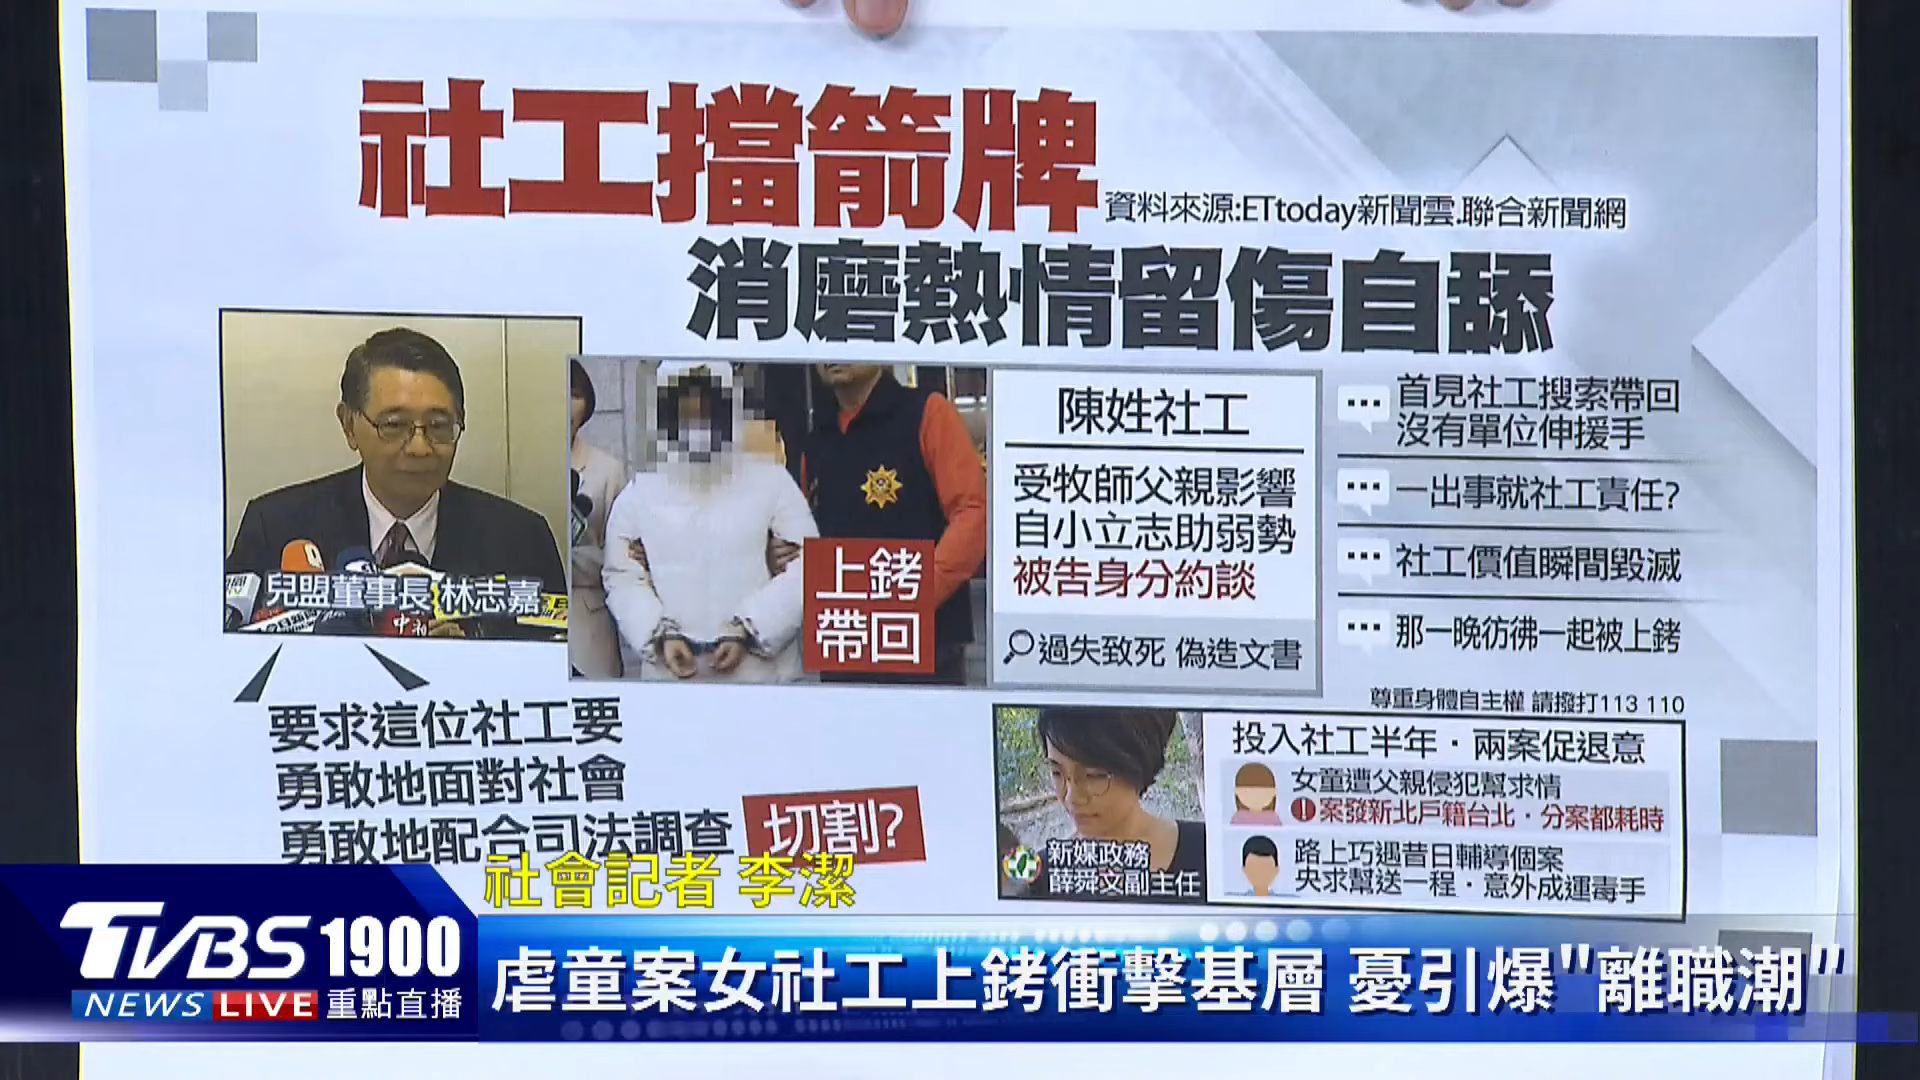 社工擋箭牌
資料來源:ETtoday新聞雲.聯合新聞網
消磨熱情留傷自舔
兒盟董事長 林志嘉
要求這位社工要
勇敢地面對社會
勇敢地配合司法調查
切割?
上銬
帶回
陳姓社工
受牧師父親影響
自小立志助弱勢
被告身分約談
過失致死 偽造文書
首見社工搜索帶回
沒有單位伸援手
一出事就社工責任?
社工價值瞬間毀滅
那一晚彷彿一起被上銬
尊重身體自主權 請撥打113 110
新媒政務
薛舜文副主任
投入社工半年·兩案促退意
女童遭父親侵犯幫求情
案發新北戶籍台北·分案都耗時
路上巧遇昔日輔導個案
央求幫送一程·意外成運毒手
社會記者 李潔
TVBS 1900
NEWS LIVE 重點直播
虐童案女社工上銬衝擊基層 憂引爆"離職潮"